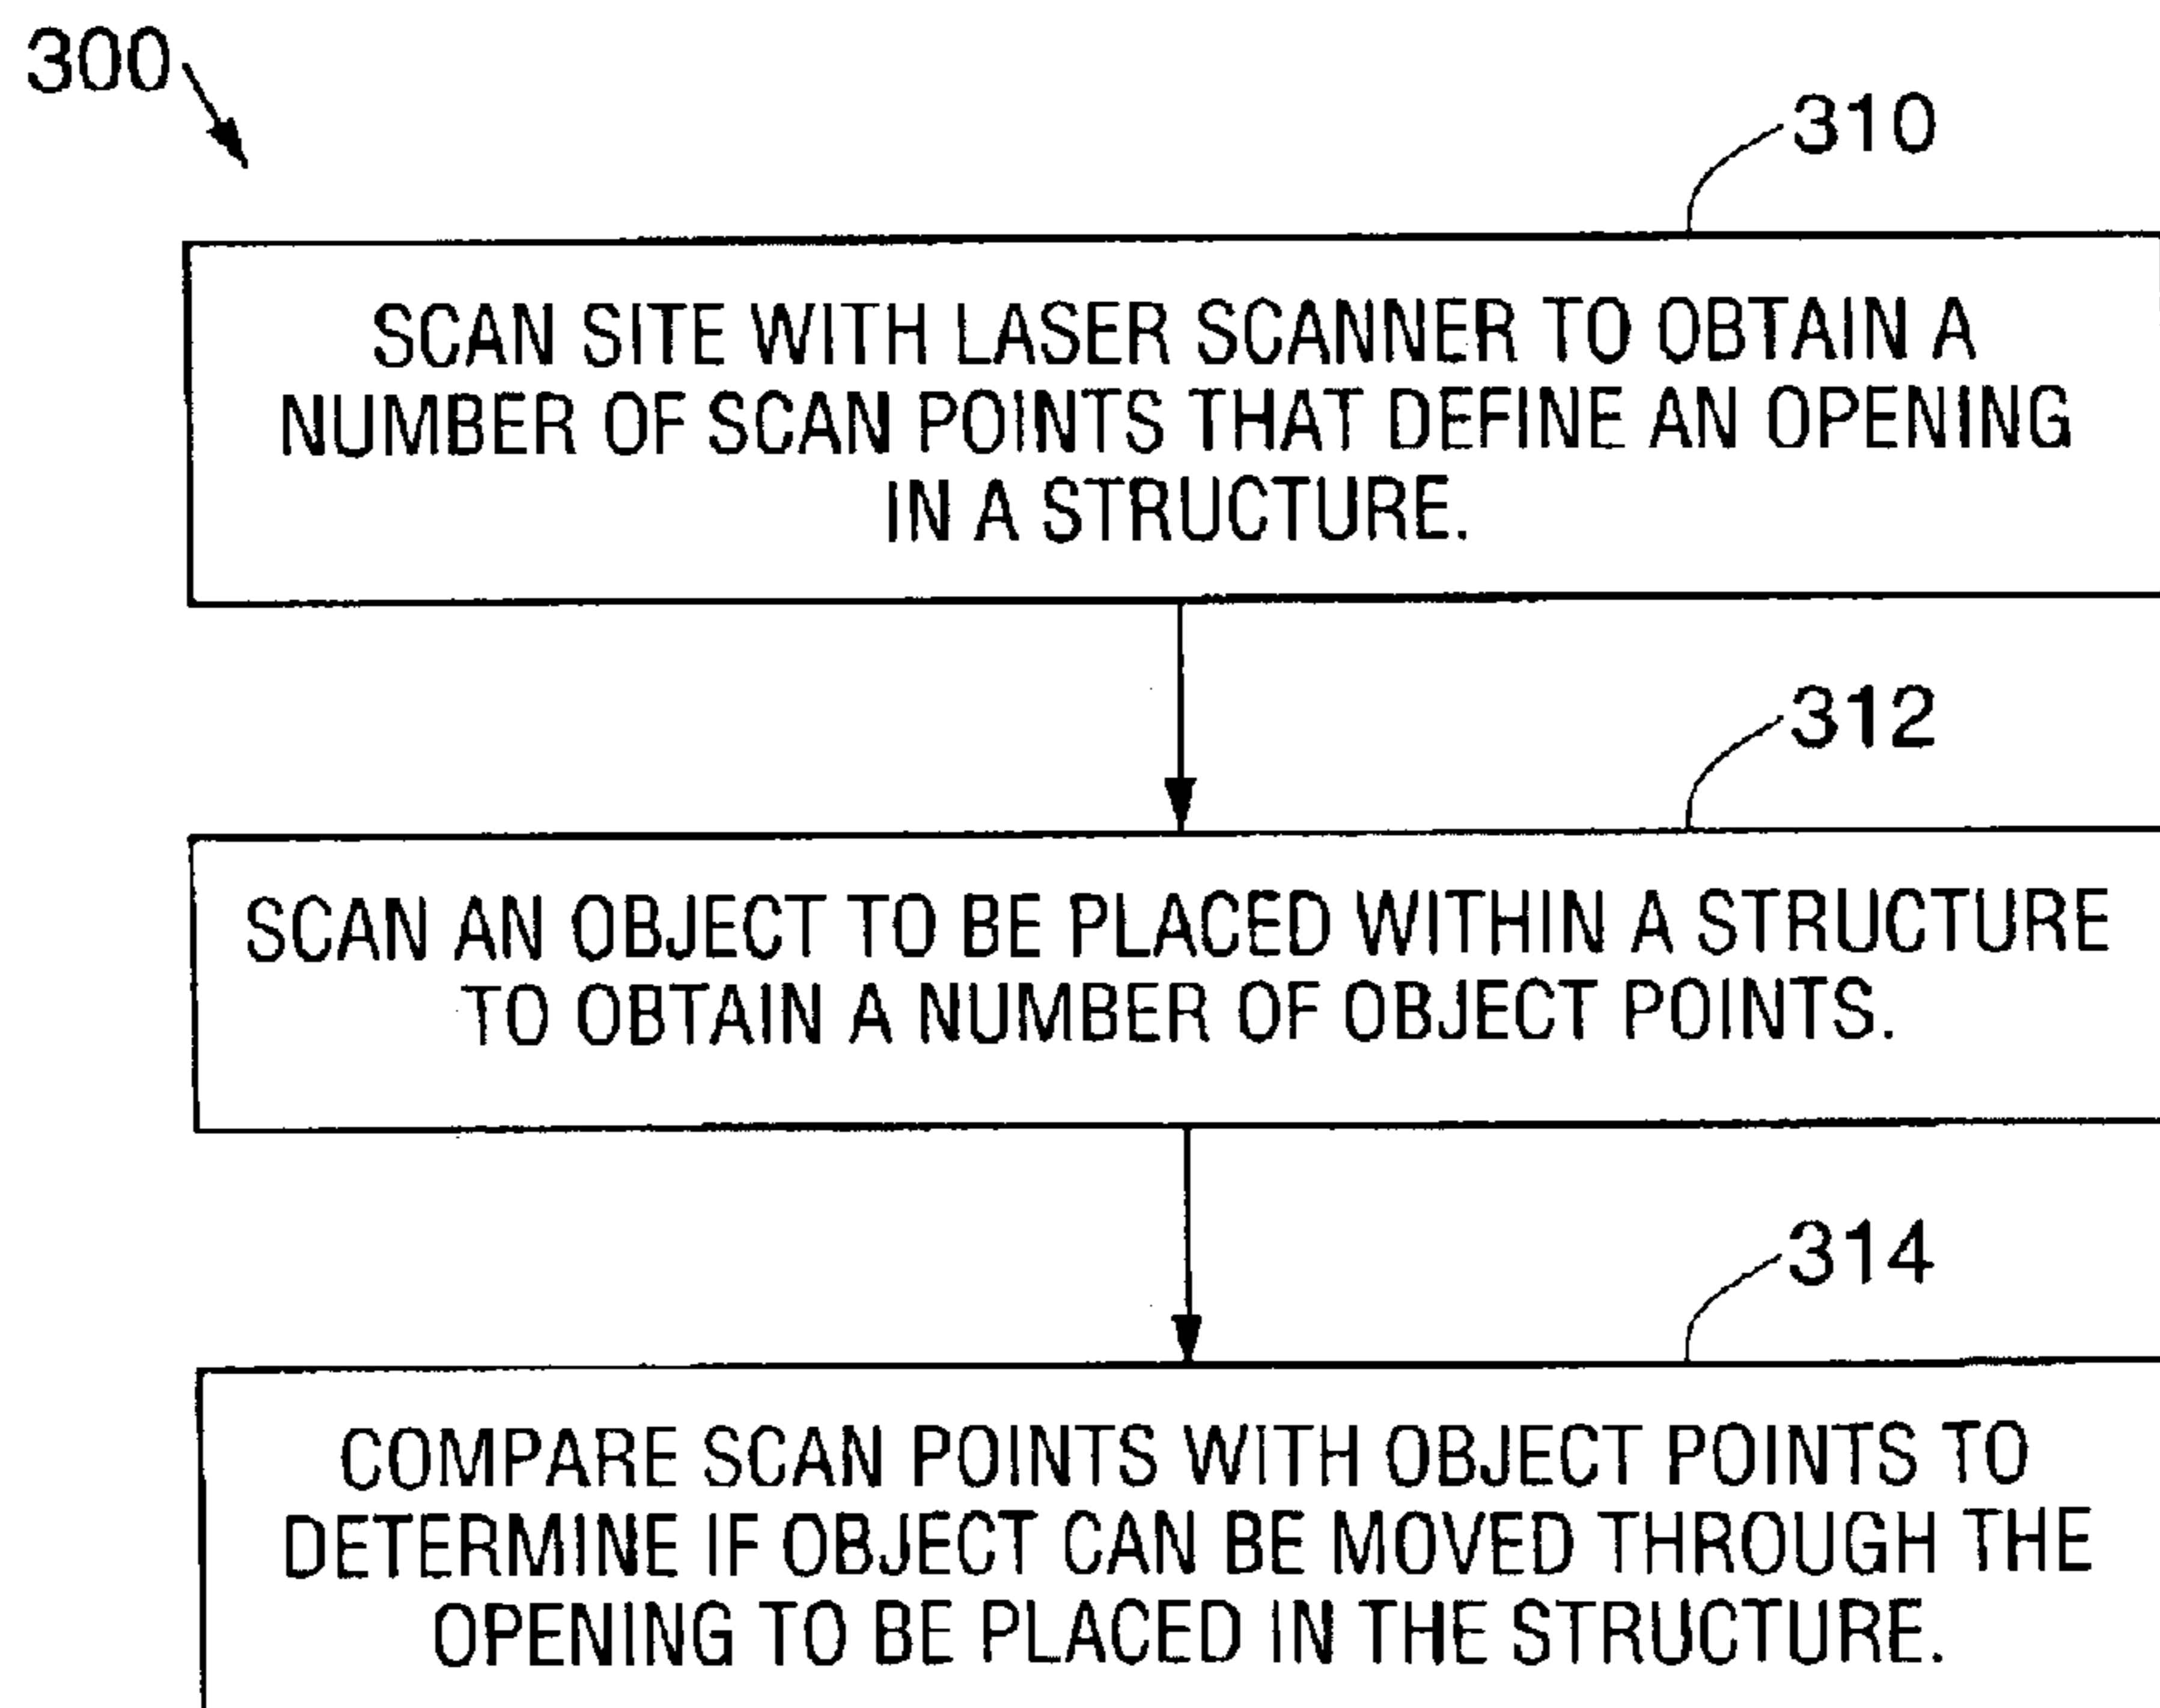 300
310
SCAN SITE WITH LASER SCANNER TO OBTAIN A
NUMBER OF SCAN POINTS THAT DEFINE AN OPENING
IN A STRUCTURE.
312
SCAN AN OBJECT TO BE PLACED WITHIN A STRUCTURE
TO OBTAIN A NUMBER OF OBJECT POINTS.
314
COMPARE SCAN POINTS WITH OBJECT POINTS TO
DETERMINE IF OBJECT CAN BE MOVED THROUGH THE
OPENING TO BE PLACED IN THE STRUCTURE.